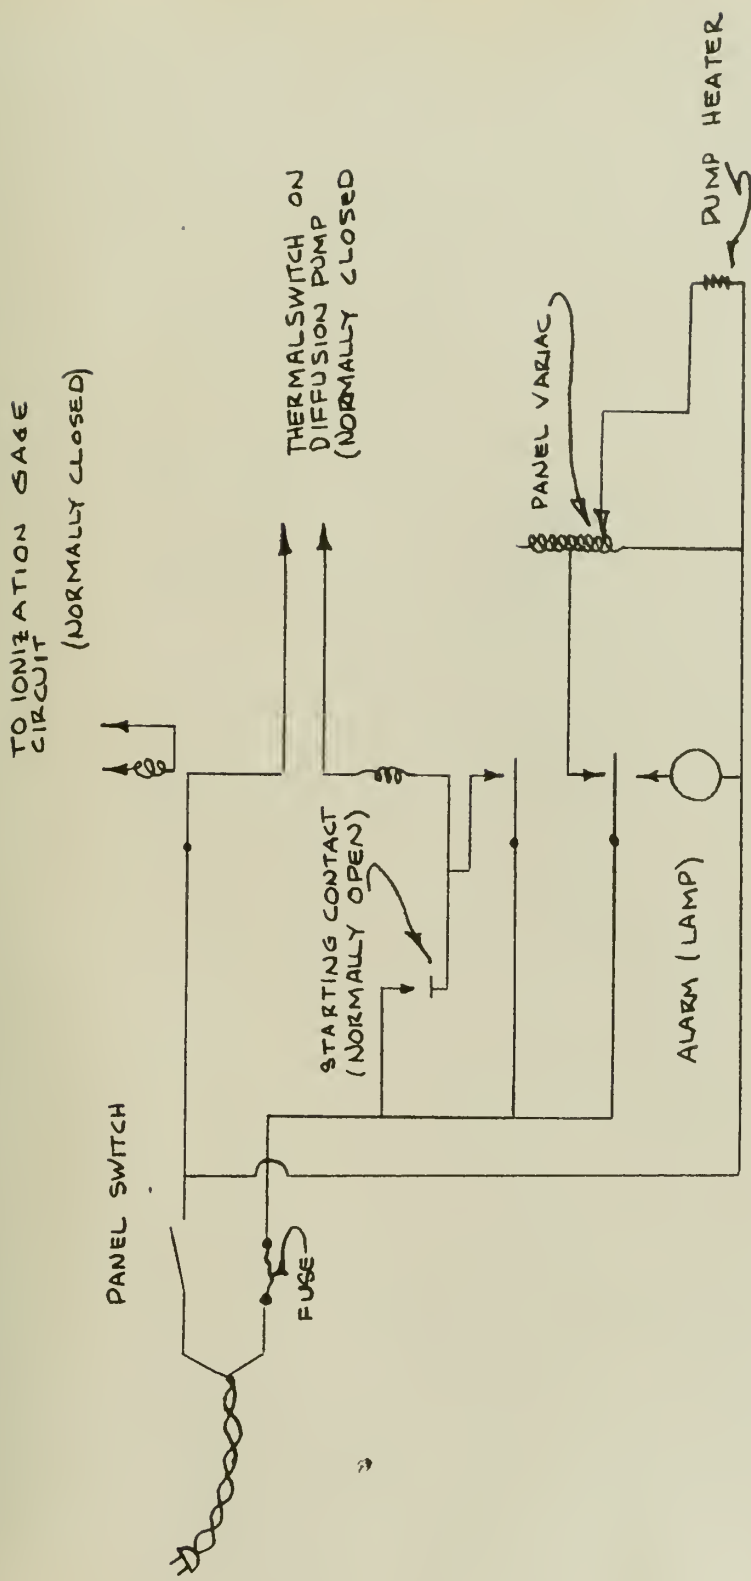 TO IONIZATION GAGE
CIRCUIT
(NORMALLY CLOSED)
THERMALSWITCH ON
DIFFUSION PUMP
(NORMALLY CLOSED)
PANEL SWITCH
FUSE
STARTING CONTACT
(NORMALLY OPEN)
PANEL VARIAC
PUMP HEATER
ALARM (LAMP)